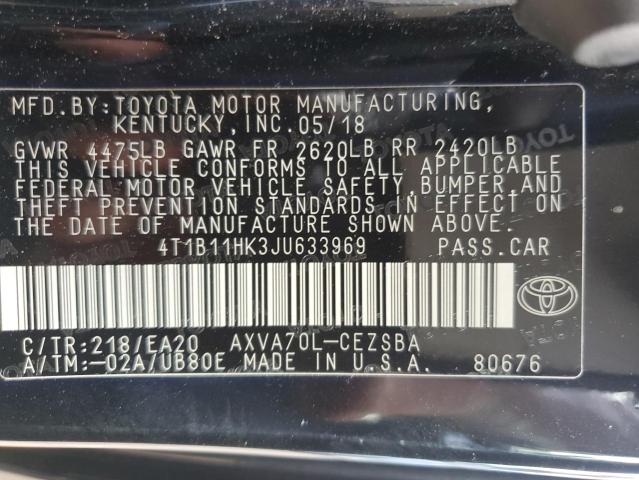 MFD.BY:TOYOTA MOTOR MANUFACTURING,
KENTUCKY,INC.05/18
GVWR 4475LB GAWR FR 2620LB RR 2420LB
THIS VEHICLE CONFORMS TO ALL APPLICABLE
FEDERAL MOTOR VEHICLE SAFETY,BUMPER,AND
THEFT PREVENTION STANDARDS IN EFFECT ON
THE DATE OF MANUFACTURE SHOWN ABOVE.
4T1B11HK3JU633969 PASS.CAR
C/TR:218/EA20 AXVA70L-CEZSBA
A/TM:-02A/UB80E MADE IN U.S.A. 80676